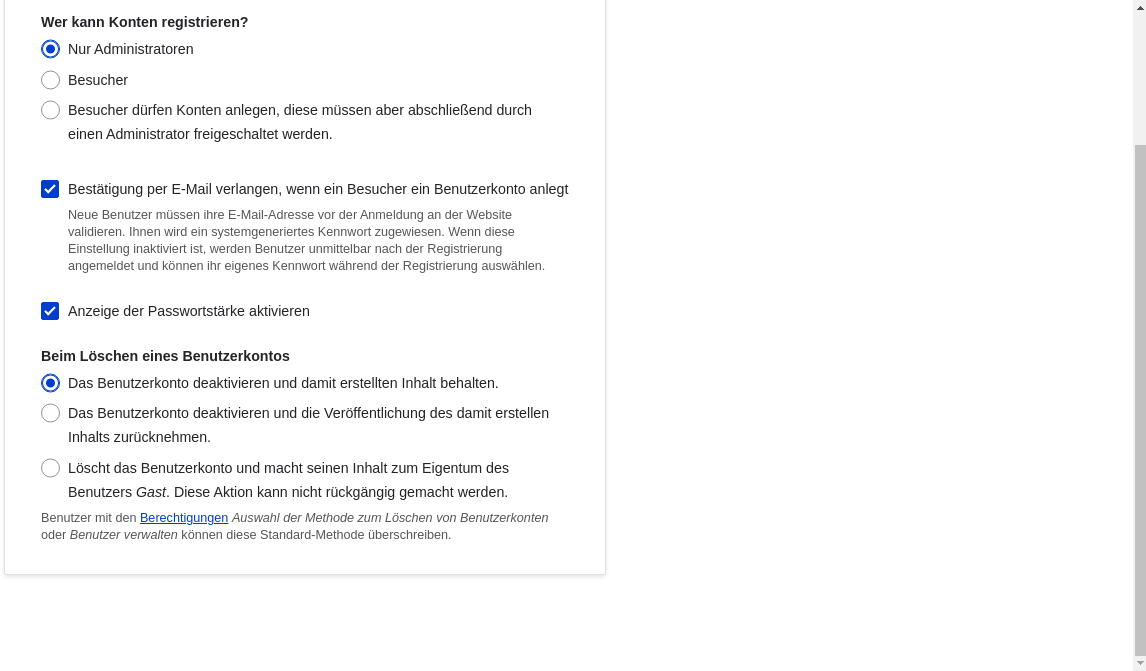 Wer kann Konten registrieren?
Nur Administratoren
Besucher
Besucher dürfen Konten anlegen, diese müssen aber abschließend durch
einen Administrator freigeschaltet werden.
Bestätigung per E-Mail verlangen, wenn ein Besucher ein Benutzerkonto anlegt
Neue Benutzer müssen ihre E-Mail-Adresse vor der Anmeldung an der Website
validieren. Ihnen wird ein systemgeneriertes Kennwort zugewiesen. Wenn diese
Einstellung inaktiviert ist, werden Benutzer unmittelbar nach der Registrierung
angemeldet und können ihr eigenes Kennwort während der Registrierung auswählen.
Anzeige der Passwortstärke aktivieren
Beim Löschen eines Benutzerkontos
Das Benutzerkonto deaktivieren und damit erstellten Inhalt behalten.
Das Benutzerkonto deaktivieren und die Veröffentlichung des damit erstellen
Inhalts zurücknehmen.
Löscht das Benutzerkonto und macht seinen Inhalt zum Eigentum des
Benutzers Gast. Diese Aktion kann nicht rückgängig gemacht werden.
Benutzer mit den Berechtigungen Auswahl der Methode zum Löschen von Benutzerkonten
oder Benutzer verwalten können diese Standard-Methode überschreiben.